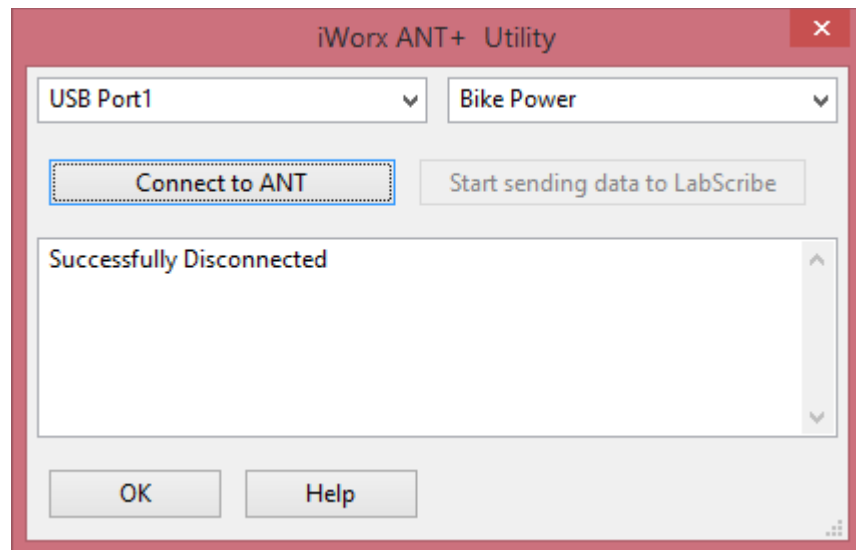 iWorx ANT+ Utility
USB Port1
Bike Power
Connect to ANT
Start sending data to LabScribe
Successfully Disconnected
OK
Help